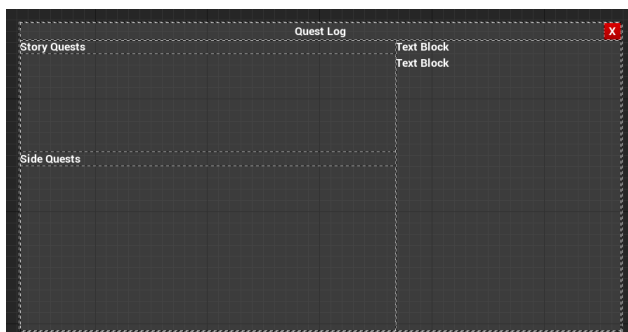 Quest Log
X
Story Quests
Text Block
Text Block
Side Quests